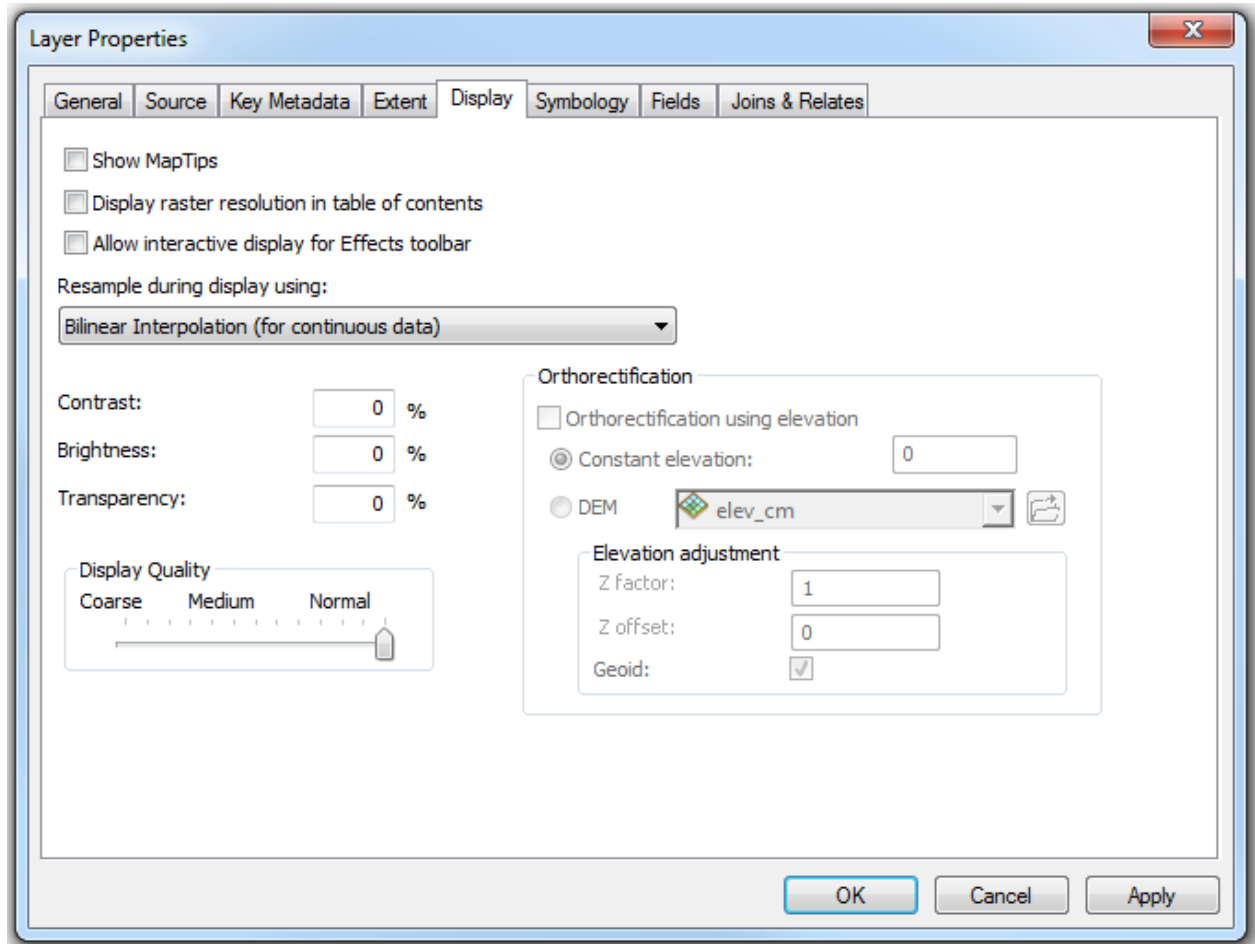 Layer Properties
General Source Key Metadata Extent Display Symbology Fields Joins & Relates
Show MapTips
Display raster resolution in table of contents
Allow interactive display for Effects toolbar
Resample during display using:
Bilinear Interpolation (for continuous data)
Contrast: 0 %
Brightness: 0 %
Transparency: 0 %
Display Quality
Coarse Medium Normal
Orthorectification
Orthorectification using elevation
Constant elevation: 0
DEM elev_cm
Elevation adjustment
Z factor: 1
Z offset: 0
Geoid:
OK Cancel Apply